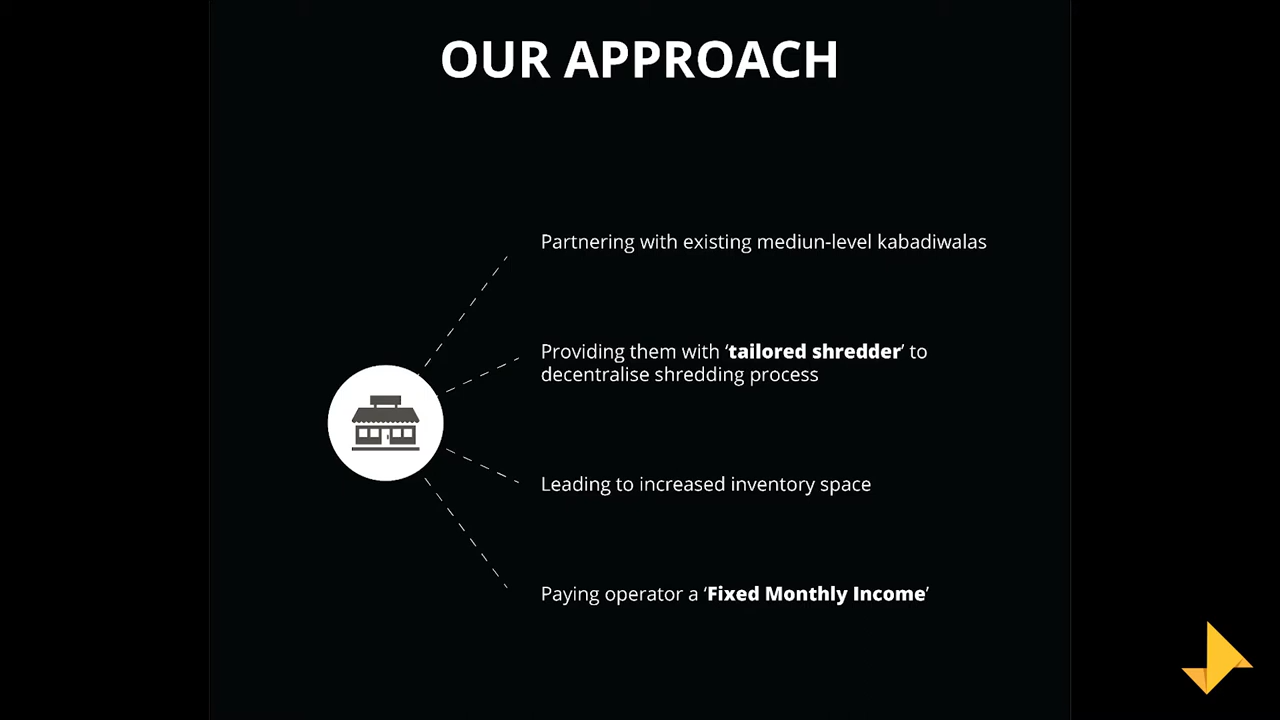 OUR APPROACH
Partnering with existing mediun-level kabadiwalas
Providing them with ‘tailored shredder’ to
decentralise shredding process
Leading to increased inventory space
Paying operator a ‘Fixed Monthly Income’